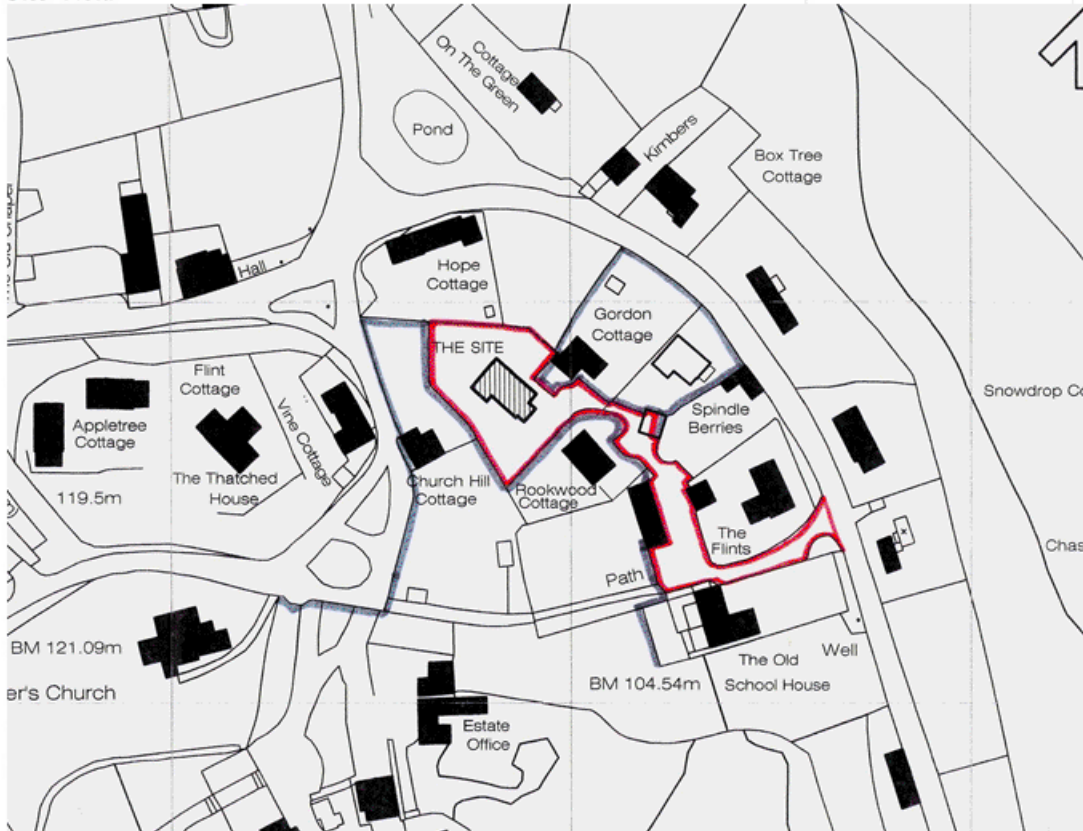 Cottage
On The Green
Pond
Kimbers
Box Tree
Cottage
Hall
Hope
Cottage
Gordon
Cottage
THE SITE
Flint
Cottage
Snowdrop Co
Appletree
Cottage
Vine Cottage
Spindle
Berries
The Thatched
House
Church Hill
Cottage
Rookwood
Cottage
119.5m
The
Flints
Chas
Path
BM 121.09m
The Old
School House
Well
BM 104.54m
er's Church
Estate
Office